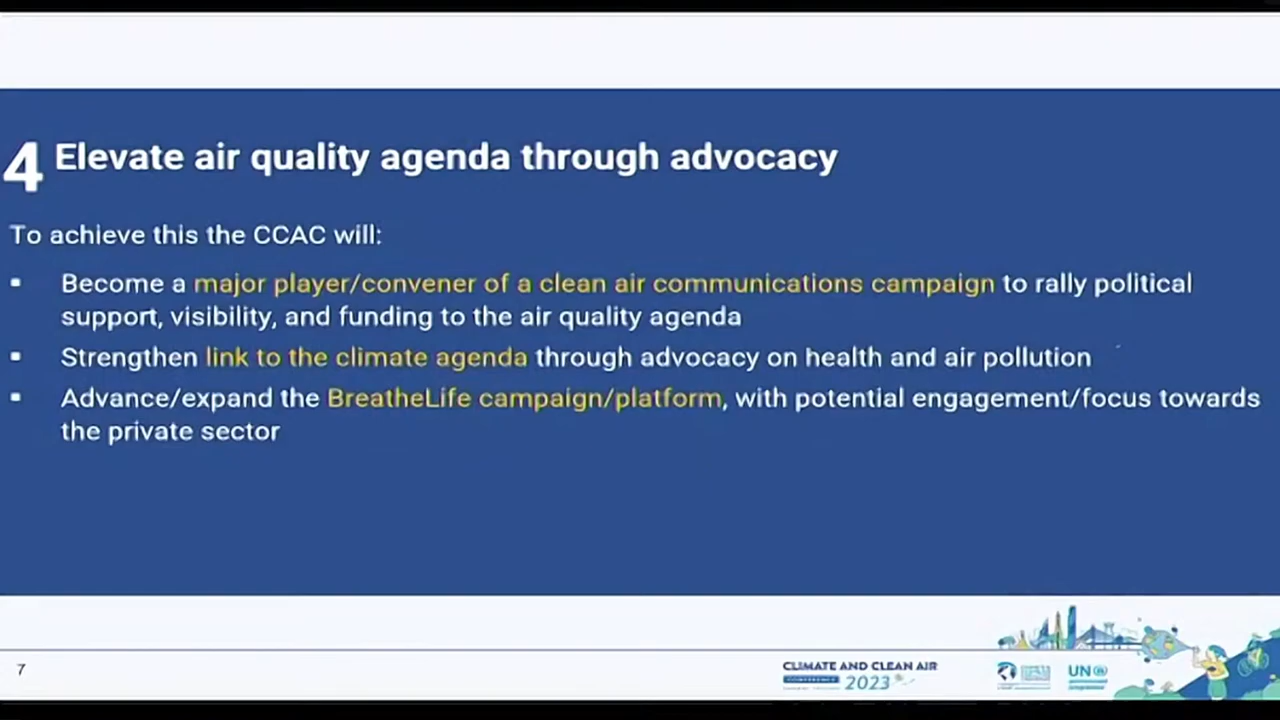 4 Elevate air quality agenda through advocacy
To achieve this the CCAC will:
▪ Become a major player/convener of a clean air communications campaign to rally political
support, visibility, and funding to the air quality agenda
▪ Strengthen link to the climate agenda through advocacy on health and air pollution
▪ Advance/expand the BreatheLife campaign/platform, with potential engagement/focus towards
the private sector
7
CLIMATE AND CLEAN AIR
CONFERENCE 2023
UN